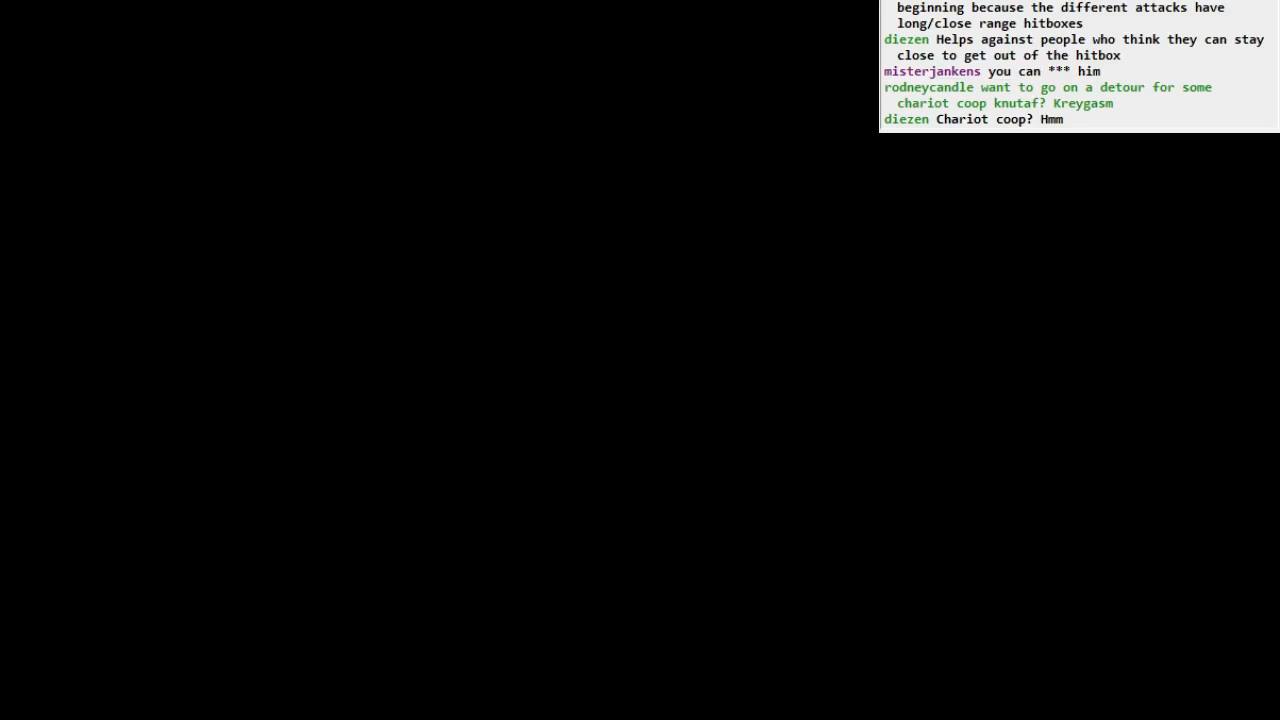 beginning because the different attacks have
long/close range hitboxes
diezen Helps against people who think they can stay
close to get out of the hitbox
misterjankens you can *** him
rodneycandle want to go on a detour for some
chariot coop knutaf? Kreygasm
diezen Chariot coop? Hmm